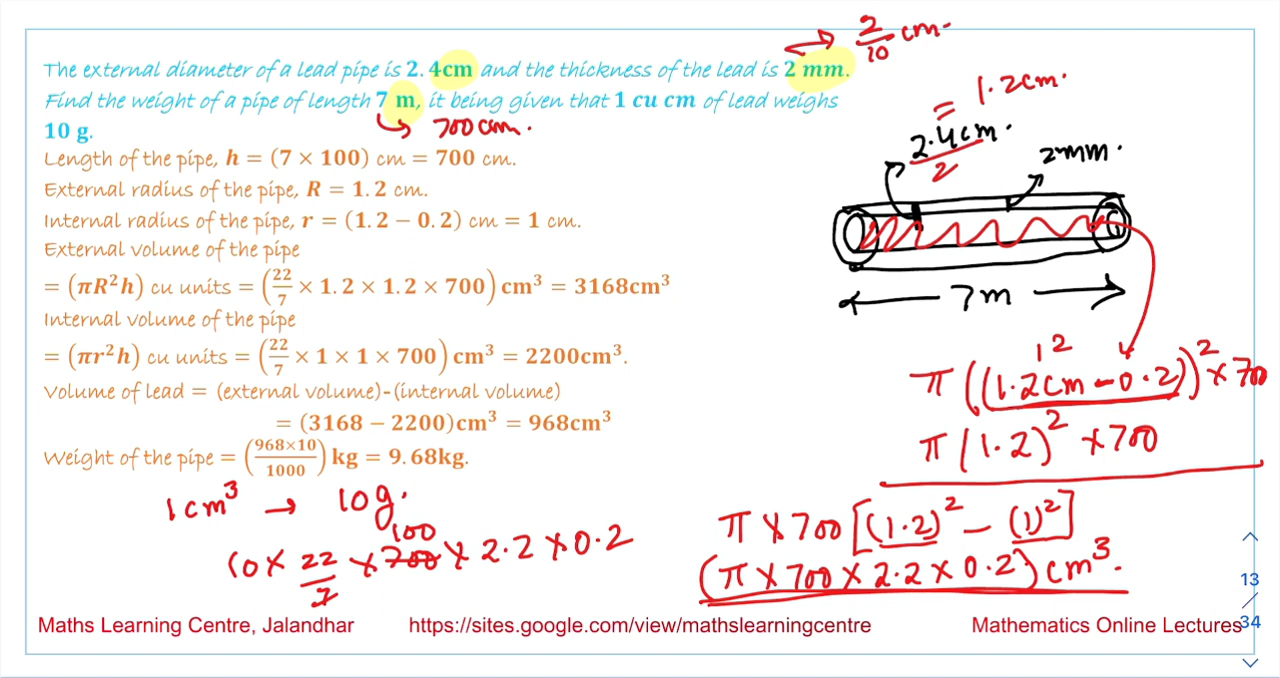 2/10 cm-
The external diameter of a lead pipe is 2.4cm and the thickness of the lead is 2 mm.
Find the weight of a pipe of length 7 m, it being given that 1 cu cm of lead weighs
10 g.
700 cm.
= 1.2cm.
2.4cm.
2
2mm.
7m
Length of the pipe, h = (7 × 100) cm = 700 cm.
External radius of the pipe, R = 1.2 cm.
Internal radius of the pipe, r = (1.2 − 0.2) cm = 1 cm.
External volume of the pipe
= (πR²h) cu units = (22/7 × 1.2 × 1.2 × 700) cm³ = 3168cm³
Internal volume of the pipe
= (πr²h) cu units = (22/7 × 1 × 1 × 700) cm³ = 2200cm³.
Volume of lead = (external volume)-(internal volume)
= (3168 − 2200)cm³ = 968cm³
Weight of the pipe = (968×10/1000) kg = 9.68kg.
1²
π((1.2cm-0.2))² × 700
π(1.2)² × 700
π × 700 [(1.2)² - (1)²]
(π × 700 × 2.2 × 0.2) cm³.
1cm³ → 10g.
100
10 × 22/7 × 700 × 2.2 × 0.2
13
/
34
Maths Learning Centre, Jalandhar https://sites.google.com/view/mathslearningcentre Mathematics Online Lectures